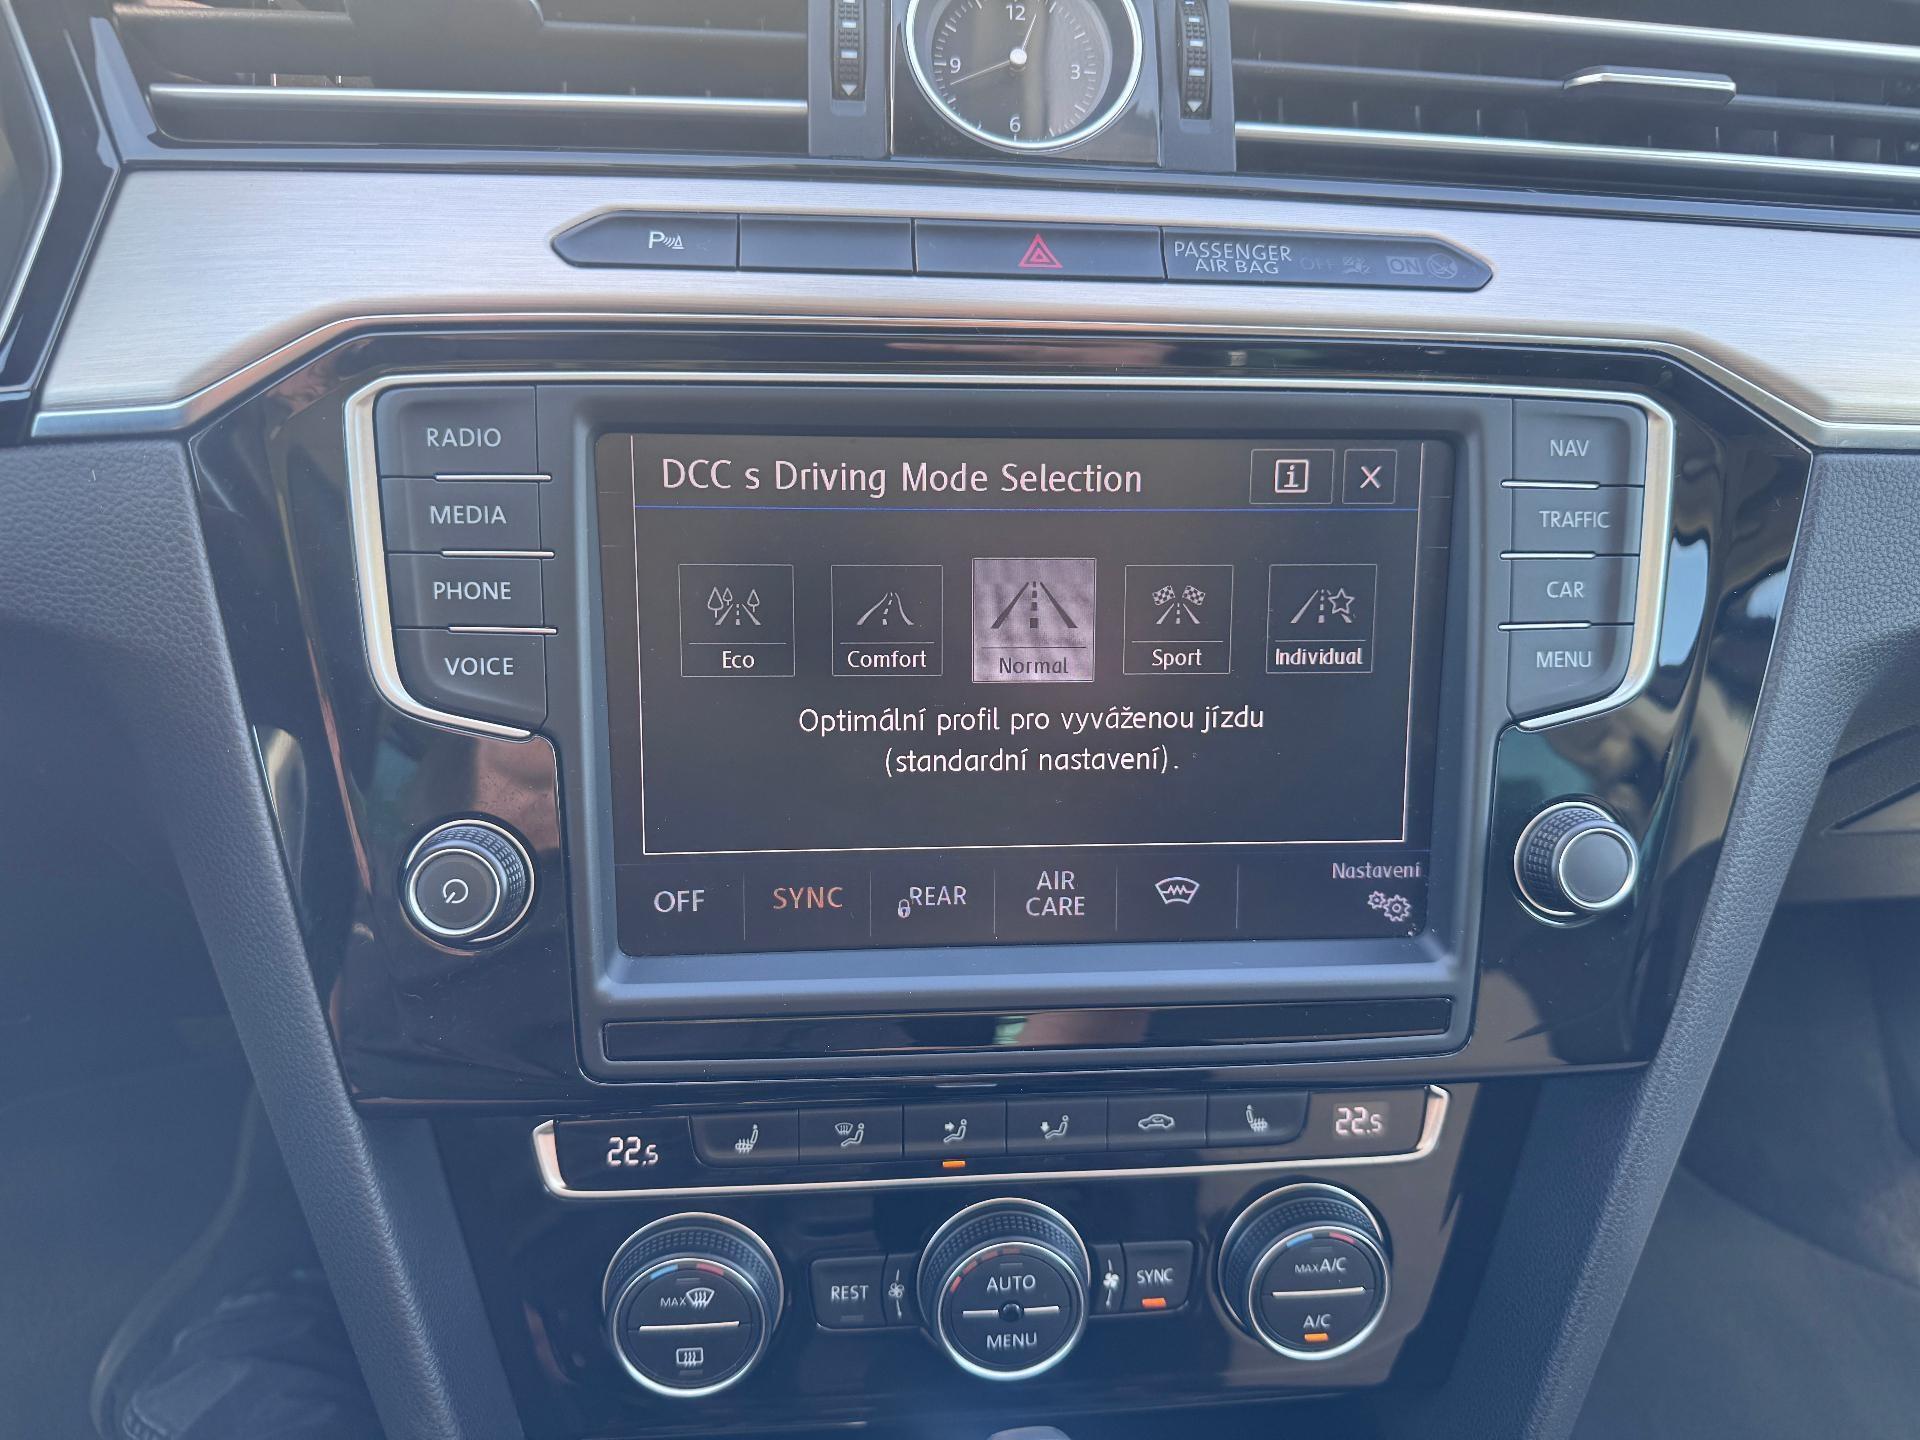 12
9
3
6
P
PASSENGER
AIR BAG OFF ON
RADIO
MEDIA
PHONE
VOICE
DCC s Driving Mode Selection
i X
Eco
Comfort
Normal
Sport
Individual
Optimální profil pro vyváženou jízdu
(standardní nastavení).
OFF
SYNC
REAR
AIR
CARE
Nastavení
NAV
TRAFFIC
CAR
MENU
22.5
22.5
MAX
REST
AUTO
MENU
SYNC
MAX A/C
A/C